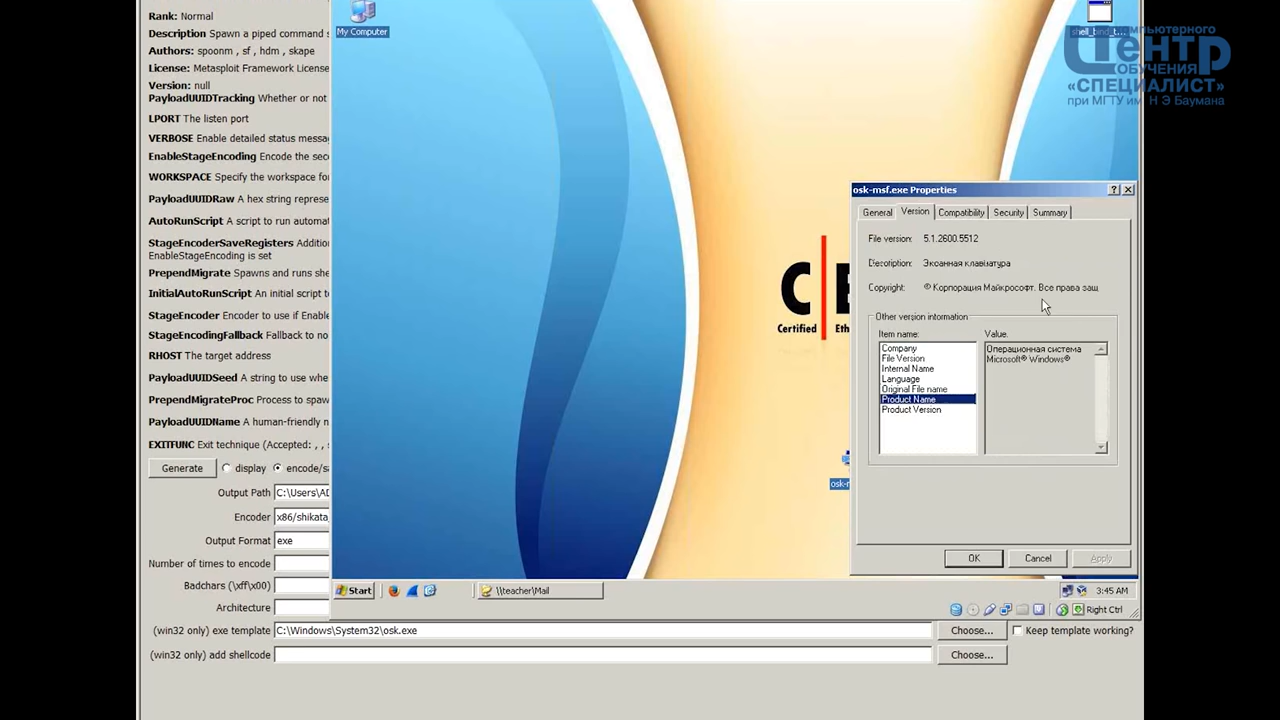 Rank: Normal
Description Spawn a piped command s
Authors: spoonm , sf , hdm , skape
License: Metasploit Framework License
Version: null
PayloadUUIDTracking Whether or not
LPORT The listen port
VERBOSE Enable detailed status messa
EnableStageEncoding Encode the sec
WORKSPACE Specify the workspace for
PayloadUUIDRaw A hex string represe
AutoRunScript A script to run automat
StageEncoderSaveRegisters Addition
EnableStageEncoding is set
PrependMigrate Spawns and runs she
InitialAutoRunScript An initial script t
StageEncoder Encoder to use if Enable
StageEncodingFallback Fallback to no
RHOST The target address
PayloadUUIDSeed A string to use whe
PrependMigrateProc Process to spaw
PayloadUUIDName A human-friendly n
EXITFUNC Exit technique (Accepted: , , s
Generate display encode/sa
Output Path C:\Users\AD
Encoder x86/shikata_
Output Format exe
Number of times to encode
Badchars (\xff\x00)
Architecture
(win32 only) exe template C:\Windows\System32\osk.exe Choose... Keep template working?
(win32 only) add shellcode Choose...
My Computer
shell_bind_t...
Компьютерного
Центр
ОБУЧЕНИЯ
«СПЕЦИАЛИСТ»
при МГТУ им. Н Э Баумана
C E
Certified Eth
osk-m
osk-msf.exe Properties
General Version Compatibility Security Summary
File version: 5.1.2600.5512
Description: Экранная клавиатура
Copyright: © Корпорация Майкрософт. Все права защ
Other version information
Item name: Value:
Company
File Version
Internal Name
Language
Original File name
Product Name
Product Version
Операционная система
Microsoft® Windows®
OK Cancel Apply
Start \\teacher\Mail 3:45 AM
Right Ctrl